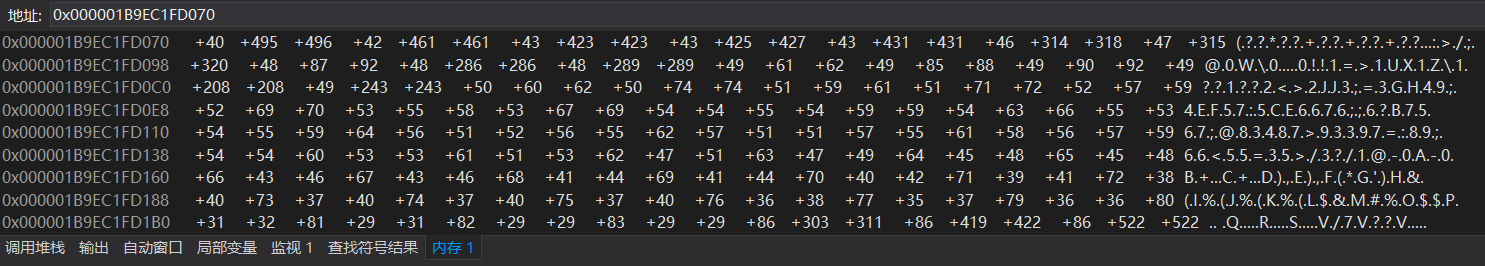 地址: 0x000001B9EC1FD070
0x000001B9EC1FD070 +40 +495 +496 +42 +461 +461 +43 +423 +423 +43 +425 +427 +43 +431 +431 +46 +314 +318 +47 +315 (.?.?.*.?.?.+.?.?.+.?.?.+.?.?...:.>./.;.
0x000001B9EC1FD098 +320 +48 +87 +92 +48 +286 +286 +48 +289 +289 +49 +61 +62 +49 +85 +88 +49 +90 +92 +49 @.0.W.\.0.....0.!.!.1.=.>.1.U.X.1.Z.\.1.
0x000001B9EC1FD0C0 +208 +208 +49 +243 +243 +50 +60 +62 +50 +74 +74 +51 +59 +61 +51 +71 +72 +52 +57 +59 ?.?.1.?.?.2.<.>.2.J.J.3.;.=.3.G.H.4.9.;.
0x000001B9EC1FD0E8 +52 +69 +70 +53 +55 +58 +53 +67 +69 +54 +54 +55 +59 +54 +63 +66 +55 +53 4.E.F.5.7.:.5.C.E.6.6.7.6.;.;.6.?.B.7.5.
0x000001B9EC1FD110 +54 +55 +59 +64 +56 +51 +52 +56 +55 +62 +57 +51 +51 +57 +55 +61 +58 +56 +57 +59 6.7.;.@.8.3.4.8.7.>.9.3.3.9.7.=.:.8.9.;.
0x000001B9EC1FD138 +54 +54 +60 +53 +53 +61 +51 +53 +62 +47 +51 +63 +47 +49 +64 +45 +48 +65 +45 +48 6.6.<.5.5.=.3.5.>./.3.?./.1.@.-.0.A.-.0.
0x000001B9EC1FD160 +66 +43 +46 +67 +43 +46 +68 +41 +44 +69 +41 +44 +70 +40 +42 +71 +39 +41 +72 +38 B.+...C.+...D.).,.E.).,.F.(.*.G.'.).H.&.
0x000001B9EC1FD188 +40 +73 +37 +40 +74 +37 +40 +75 +37 +40 +76 +36 +38 +77 +35 +37 +79 +36 +36 +80 (.I.%.(.J.%.(.K.%.(.L.$.&.M.#.%.O.$.$.P.
0x000001B9EC1FD1B0 +31 +32 +81 +29 +31 +82 +29 +29 +83 +29 +29 +86 +303 +311 +86 +419 +422 +86 +522 +522 .. .Q.....R.....S.....V./.7.V.?.?.V.....
调用堆栈 输出 自动窗口 局部变量 监视 1 查找符号结果 内存 1